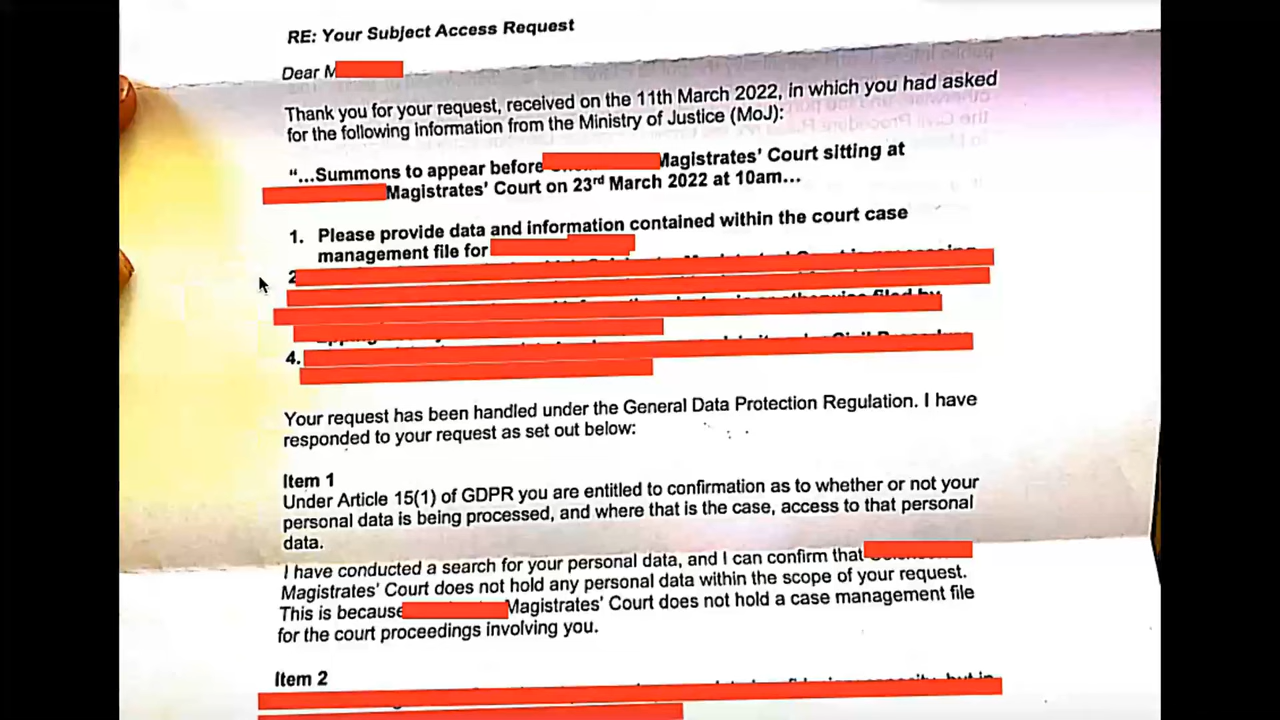 RE: Your Subject Access Request
Dear M
Thank you for your request, received on the 11th March 2022, in which you had asked
for the following information from the Ministry of Justice (MoJ):
“...Summons to appear before Magistrates' Court sitting at
Magistrates' Court on 23rd March 2022 at 10am...
1. Please provide data and information contained within the court case
management file for
2
4.
Your request has been handled under the General Data Protection Regulation. I have
responded to your request as set out below:
Item 1
Under Article 15(1) of GDPR you are entitled to confirmation as to whether or not your
personal data is being processed, and where that is the case, access to that personal
data.
I have conducted a search for your personal data, and I can confirm that
Magistrates' Court does not hold any personal data within the scope of your request.
This is because Magistrates' Court does not hold a case management file
for the court proceedings involving you.
Item 2